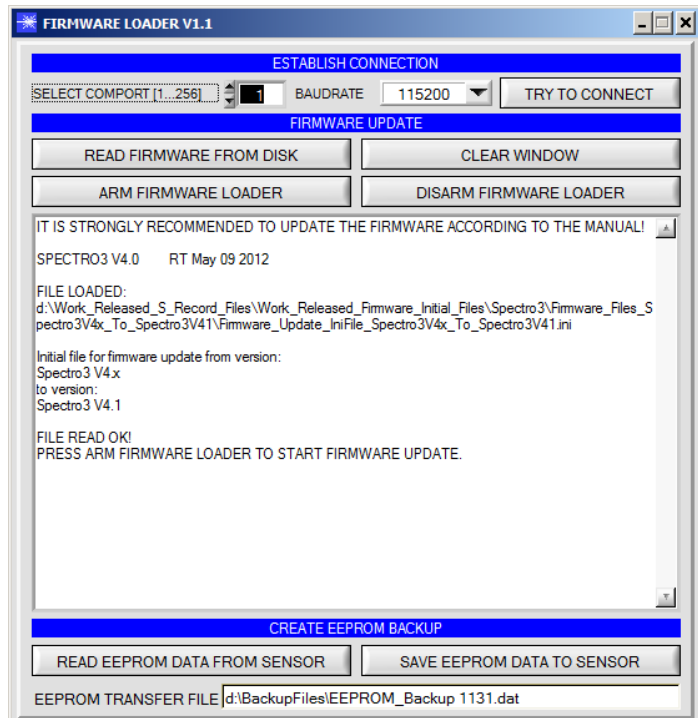 FIRMWARE LOADER V1.1
ESTABLISH CONNECTION
SELECT COMPORT [1...256] 1 BAUDRATE 115200 TRY TO CONNECT
FIRMWARE UPDATE
READ FIRMWARE FROM DISK CLEAR WINDOW
ARM FIRMWARE LOADER DISARM FIRMWARE LOADER
IT IS STRONGLY RECOMMENDED TO UPDATE THE FIRMWARE ACCORDING TO THE MANUAL!
SPECTRO3 V4.0 RT May 09 2012
FILE LOADED:
d:\Work_Released_S_Record_Files\Work_Released_Firmware_Initial_Files\Spectro3\Firmware_Files_S
pectro3V4x_To_Spectro3V41\Firmware_Update_IniFile_Spectro3V4x_To_Spectro3V41.ini
Initial file for firmware update from version:
Spectro3 V4.x
to version:
Spectro3 V4.1
FILE READ OK!
PRESS ARM FIRMWARE LOADER TO START FIRMWARE UPDATE.
CREATE EEPROM BACKUP
READ EEPROM DATA FROM SENSOR SAVE EEPROM DATA TO SENSOR
EEPROM TRANSFER FILE d:\BackupFiles\EEPROM_Backup 1131.dat